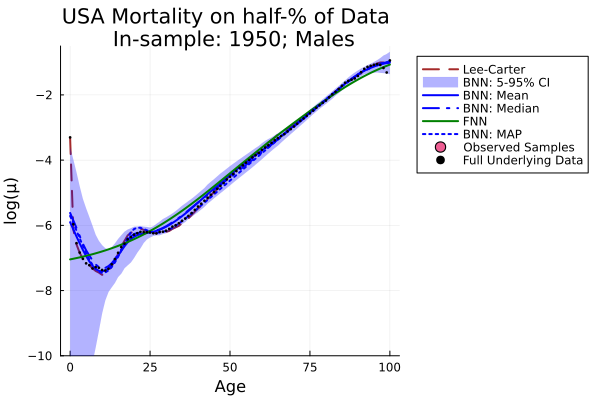 USA Mortality on half-% of Data
In-sample: 1950; Males
Lee-Carter
BNN: 5-95% CI
BNN: Mean
BNN: Median
FNN
BNN: MAP
Observed Samples
Full Underlying Data
log(μ)
−2
−4
−6
−8
−10
0
25
50
75
100
Age